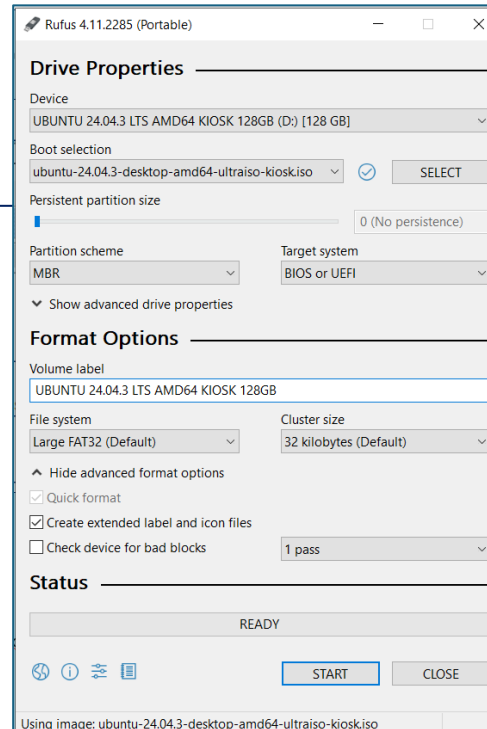 Rufus 4.11.2285 (Portable)
Drive Properties
Device
UBUNTU 24.04.3 LTS AMD64 KIOSK 128GB (D:) [128 GB]
Boot selection
ubuntu-24.04.3-desktop-amd64-ultraiso-kiosk.iso SELECT
Persistent partition size
0 (No persistence)
Partition scheme Target system
MBR BIOS or UEFI
Show advanced drive properties
Format Options
Volume label
UBUNTU 24.04.3 LTS AMD64 KIOSK 128GB
File system Cluster size
Large FAT32 (Default) 32 kilobytes (Default)
Hide advanced format options
Quick format
Create extended label and icon files
Check device for bad blocks 1 pass
Status
READY
START CLOSE
Using image: ubuntu-24.04.3-desktop-amd64-ultraiso-kiosk.iso